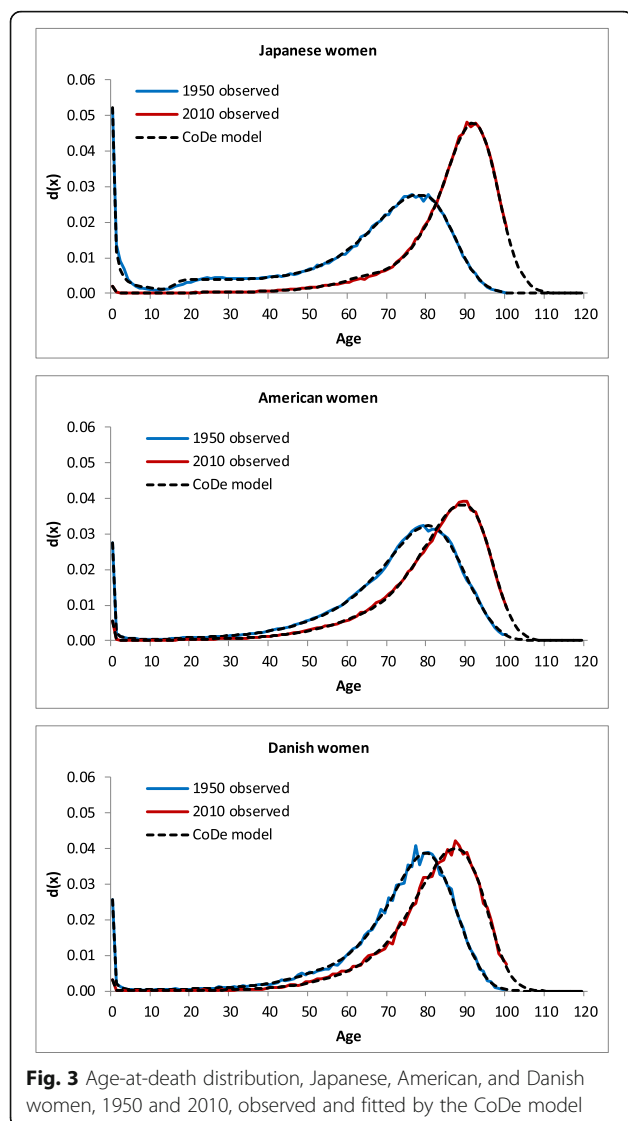 Japanese women
0.06
0.05
0.04
0.03
0.02
0.01
0.00
d(x)
1950 observed
2010 observed
CoDe model
0 10 20 30 40 50 60 70 80 90 100 110 120
Age
American women
0.06
0.05
0.04
0.03
0.02
0.01
0.00
d(x)
1950 observed
2010 observed
CoDe model
0 10 20 30 40 50 60 70 80 90 100 110 120
Age
Danish women
0.06
0.05
0.04
0.03
0.02
0.01
0.00
d(x)
1950 observed
2010 observed
CoDe model
0 10 20 30 40 50 60 70 80 90 100 110 120
Age
Fig. 3 Age-at-death distribution, Japanese, American, and Danish
women, 1950 and 2010, observed and fitted by the CoDe model